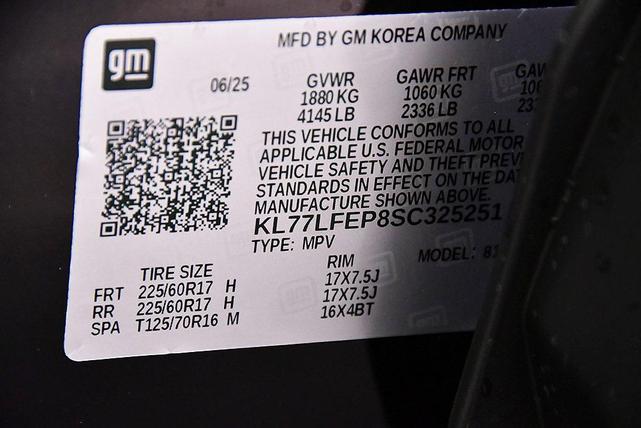 gm
MFD BY GM KOREA COMPANY
06/25
GVWR GAWR FRT
1880 KG 1060 KG
4145 LB 2336 LB
THIS VEHICLE CONFORMS TO ALL
APPLICABLE U.S. FEDERAL MOTOR
VEHICLE SAFETY AND THEFT
STANDARDS IN EFFECT ON THE
MANUFACTURE SHOWN ABOVE.
KL77LFEP8SC325251
TYPE: MPV MODEL:
TIRE SIZE RIM
FRT 225/60R17 H 17X7.5J
RR 225/60R17 H 17X7.5J
SPA T125/70R16 M 16X4BT